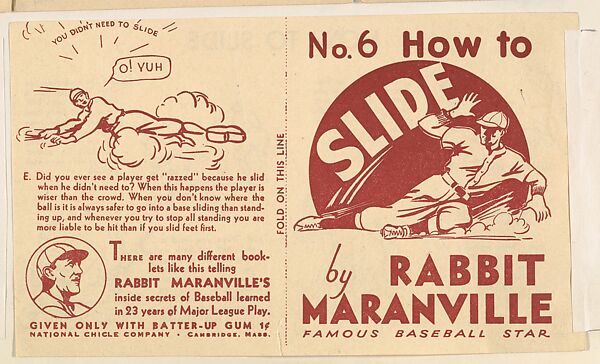 YOU DIDN'T NEED TO SLIDE
O! YUH
E. Did you ever see a player get "razzed" because he slid
when he didn't need to? When this happens the player is
wiser than the crowd. When you don't know where the
ball is it is always safer to go into a base sliding than stand-
ing up, and whenever you try to stop all standing you are
more liable to be hit than if you slid feet first.
THERE are many different book-
lets like this telling
RABBIT MARANVILLE'S
inside secrets of Baseball learned
in 23 years of Major League Play.
GIVEN ONLY WITH BATTER-UP GUM 1¢
NATIONAL CHICLE COMPANY • CAMBRIDGE, MASS.
FOLD ON THIS LINE
No. 6 How to
SLIDE
by RABBIT
MARANVILLE
FAMOUS BASEBALL STAR